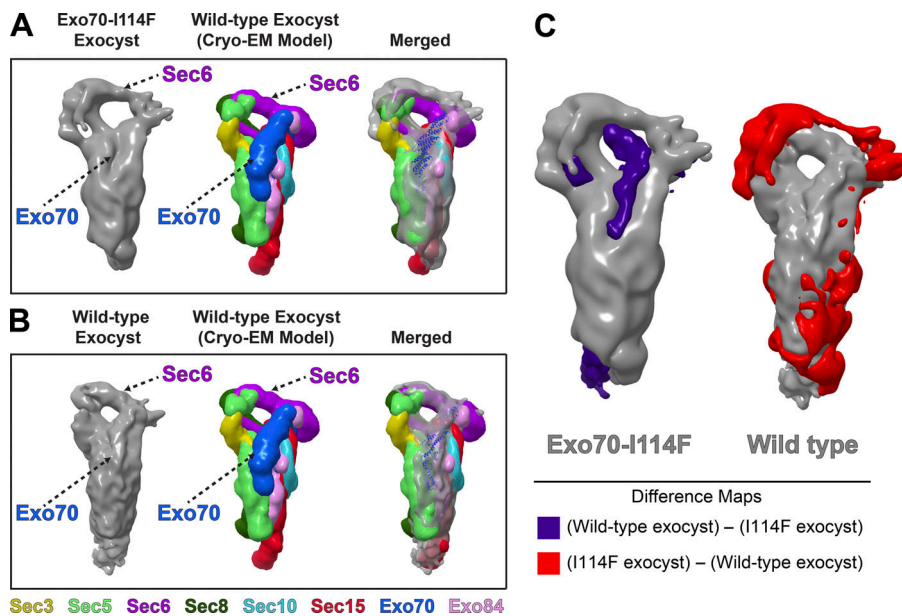 A
Exo70-I114F
Exocyst
Wild-type Exocyst
(Cryo-EM Model)
Merged
Sec6
Sec6
Exo70
Exo70
B
Wild-type
Exocyst
Wild-type Exocyst
(Cryo-EM Model)
Merged
Sec6
Sec6
Exo70
Exo70
Sec3 Sec5 Sec6 Sec8 Sec10 Sec15 Exo70 Exo84
C
Exo70-I114F Wild type
Difference Maps
(Wild-type exocyst) – (I114F exocyst)
(I114F exocyst) – (Wild-type exocyst)